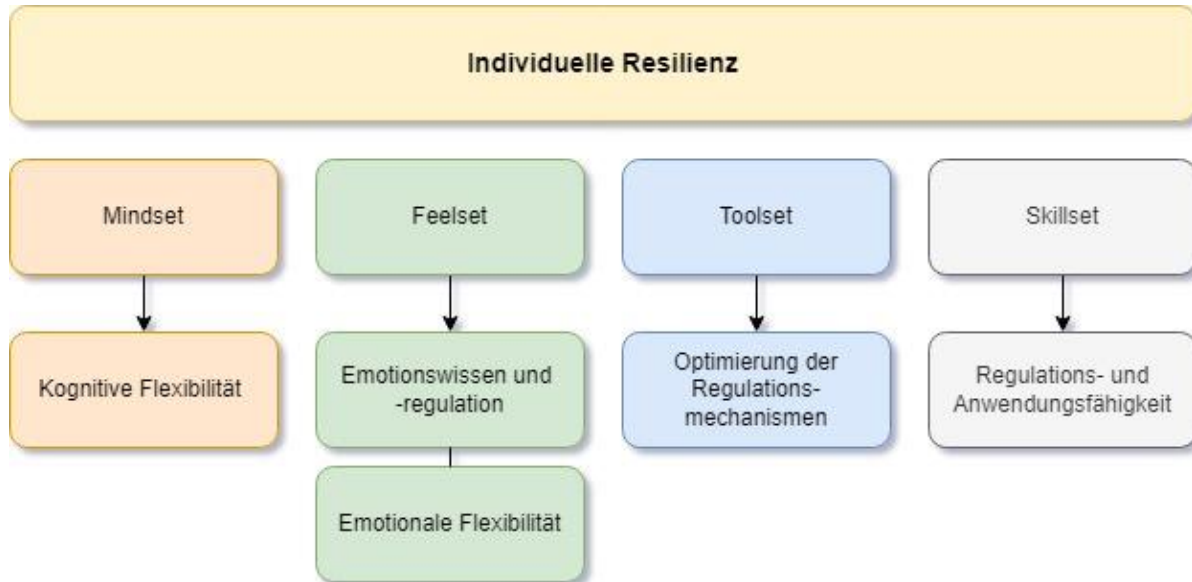 Individuelle Resilienz
Mindset
Feelset
Toolset
Skillset
Kognitive Flexibilität
Emotionswissen und
-regulation
Optimierung der
Regulations-
mechanismen
Regulations- und
Anwendungsfähigkeit
Emotionale Flexibilität